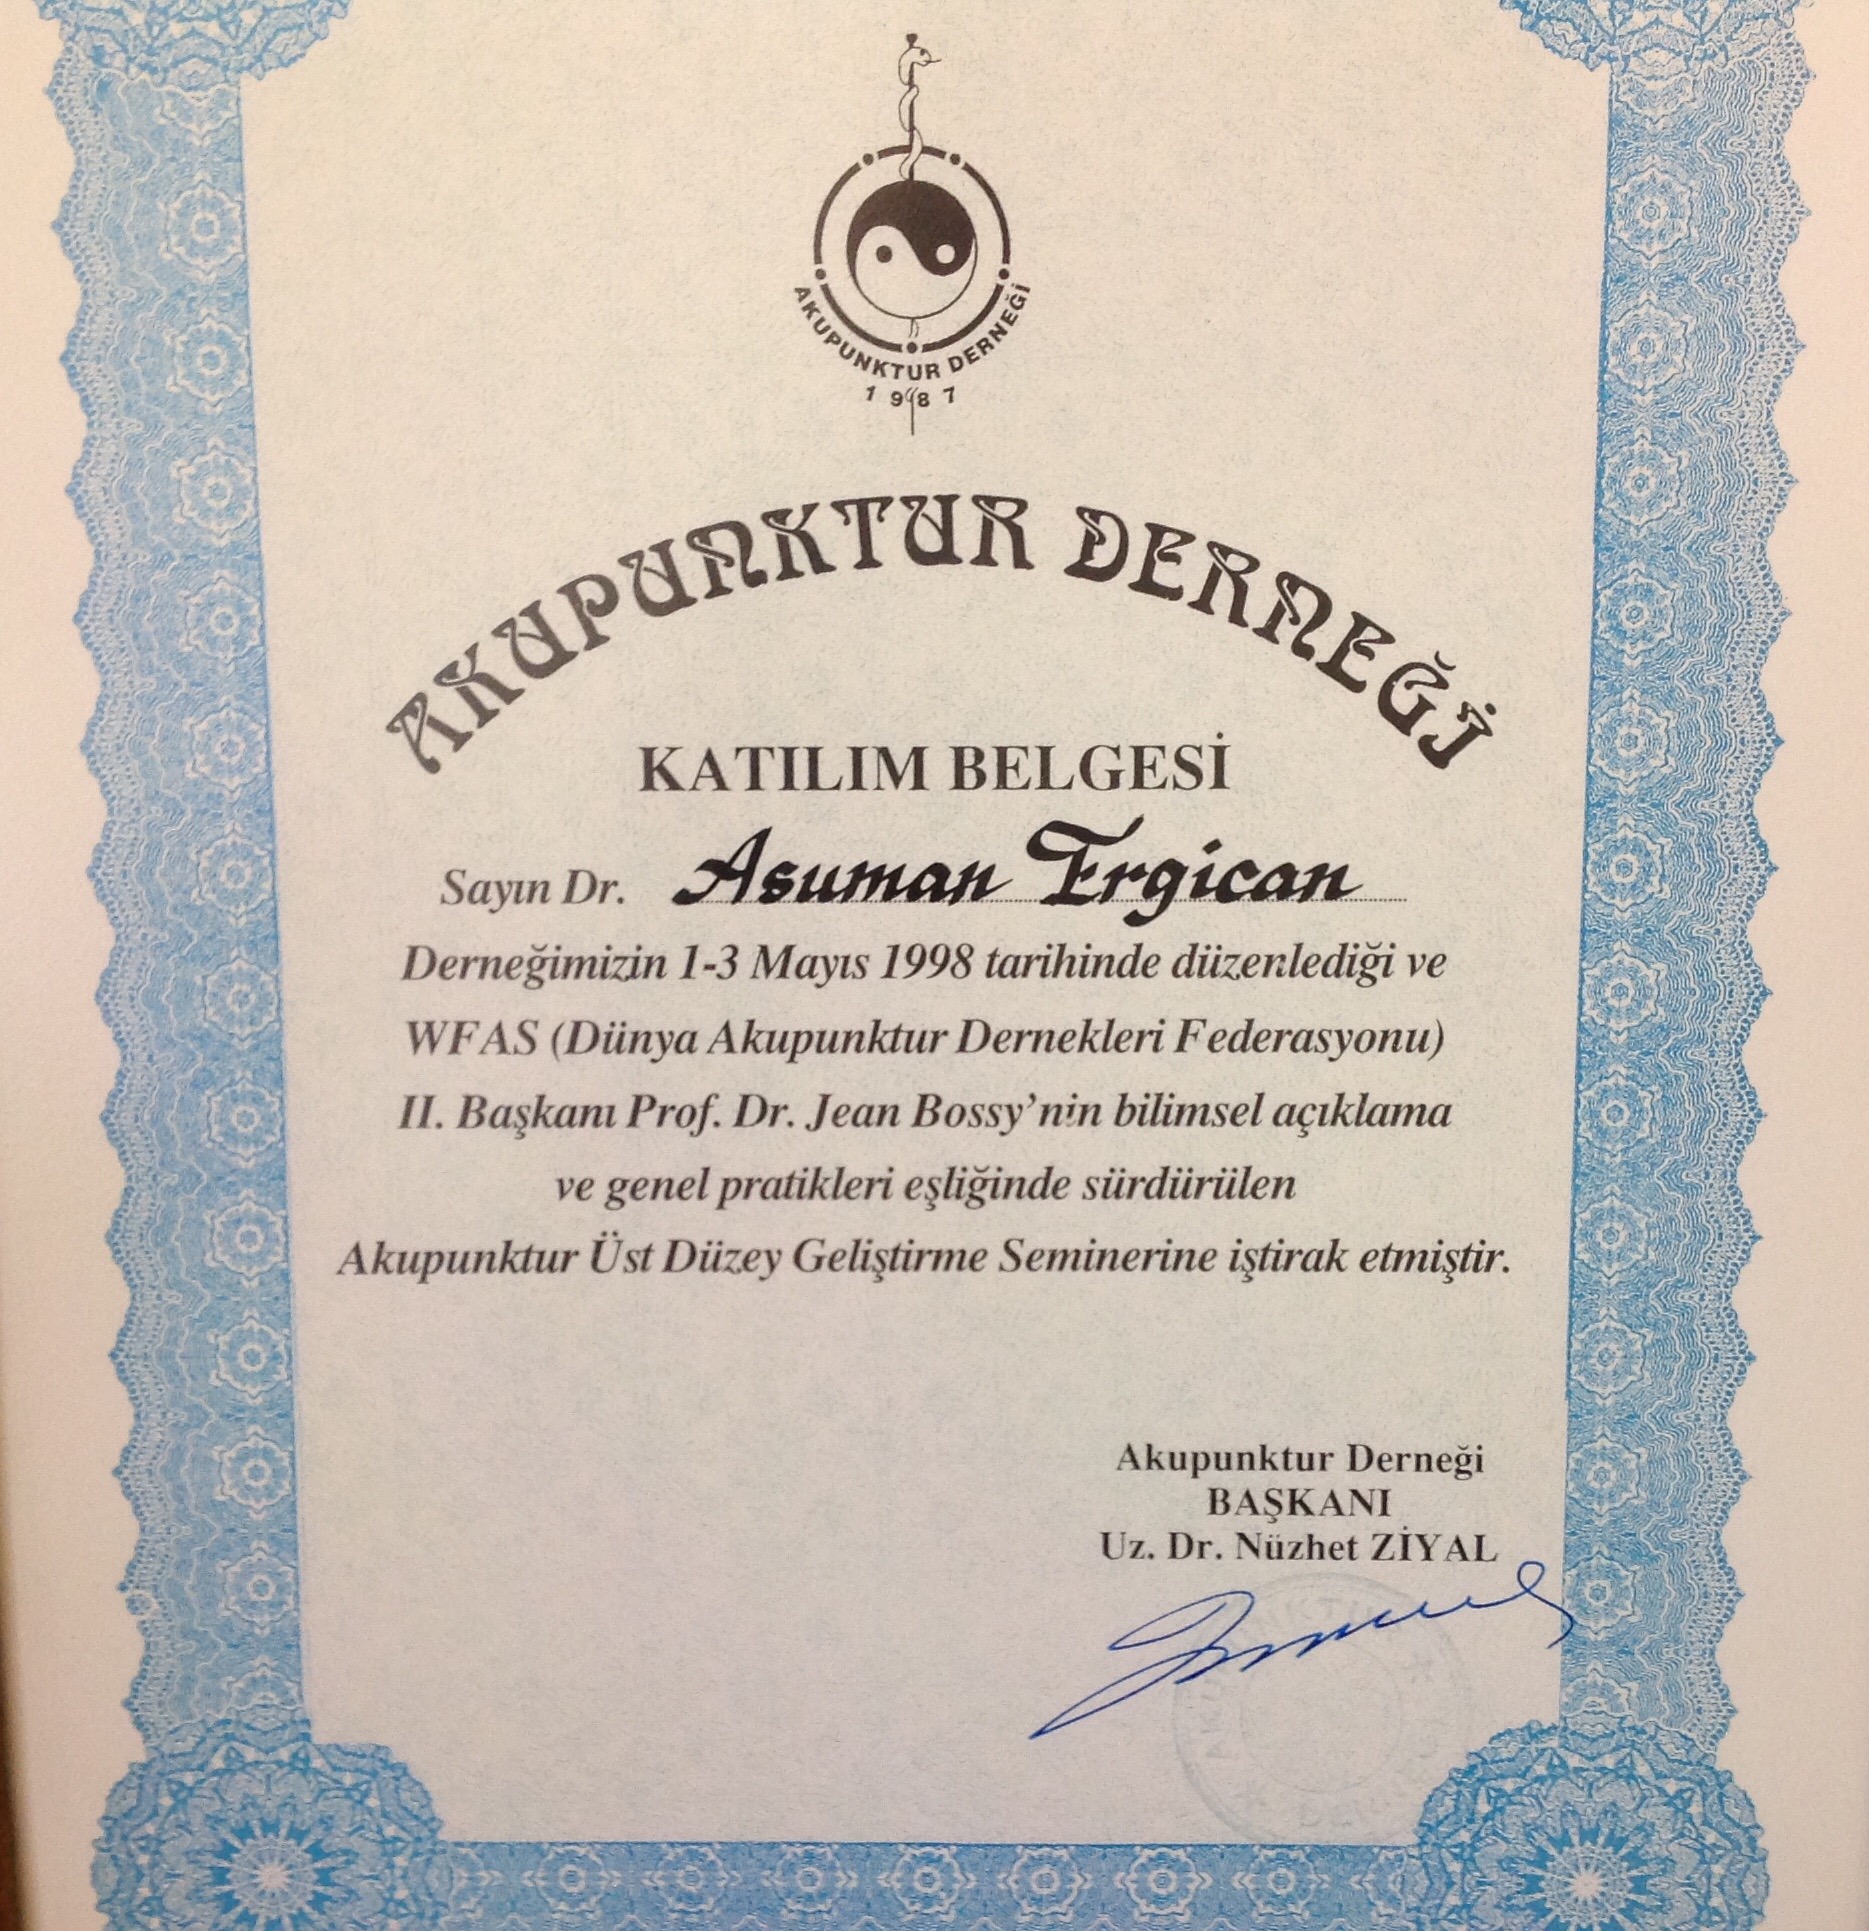 AKUPUNKTUR DERNEĞİ
1987
AKUPUNKTUR DERNEĞİ
KATILIM BELGESİ
Sayın Dr. Asuman Ergican
Derneğimizin 1-3 Mayıs 1998 tarihinde düzenlediği ve
WFAS (Dünya Akupunktur Dernekleri Federasyonu)
II. Başkanı Prof. Dr. Jean Bossy’nin bilimsel açıklama
ve genel pratikleri eşliğinde sürdürülen
Akupunktur Üst Düzey Geliştirme Seminerine iştirak etmiştir.
Akupunktur Derneği
BAŞKANI
Uz. Dr. Nüzhet ZİYAL